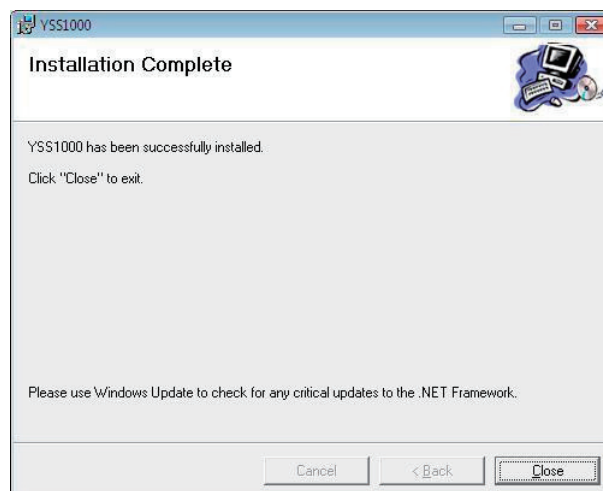 YSS1000
Installation Complete
YSS1000 has been successfully installed.
Click "Close" to exit.
Please use Windows Update to check for any critical updates to the .NET Framework.
Cancel
< Back
Close